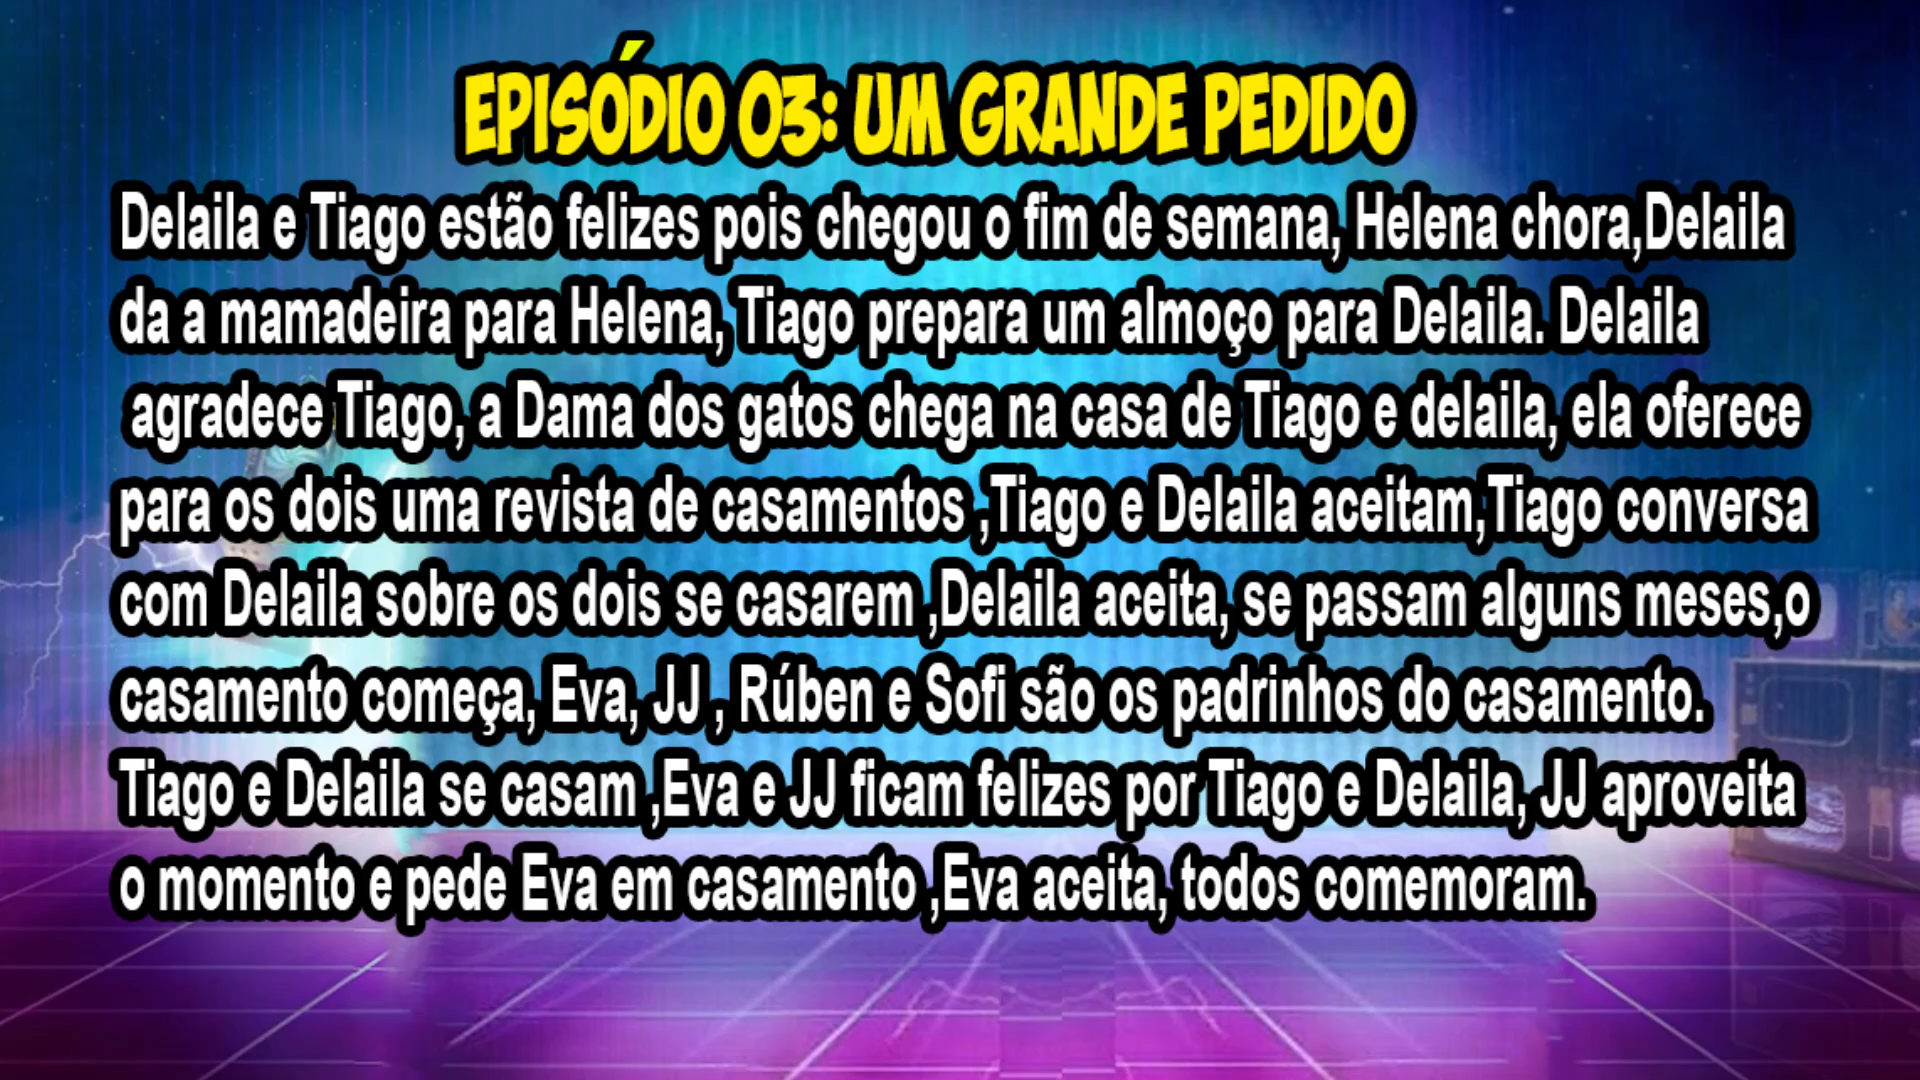 EPISÓDIO 03: UM GRANDE PEDIDO
Delaila e Tiago estão felizes pois chegou o fim de semana, Helena chora,Delaila
da a mamadeira para Helena, Tiago prepara um almoço para Delaila. Delaila
agradece Tiago, a Dama dos gatos chega na casa de Tiago e delaila, ela oferece
para os dois uma revista de casamentos ,Tiago e Delaila aceitam,Tiago conversa
com Delaila sobre os dois se casarem ,Delaila aceita, se passam alguns meses,o
casamento começa, Eva, JJ , Rúben e Sofi são os padrinhos do casamento.
Tiago e Delaila se casam ,Eva e JJ ficam felizes por Tiago e Delaila, JJ aproveita
o momento e pede Eva em casamento ,Eva aceita, todos comemoram.